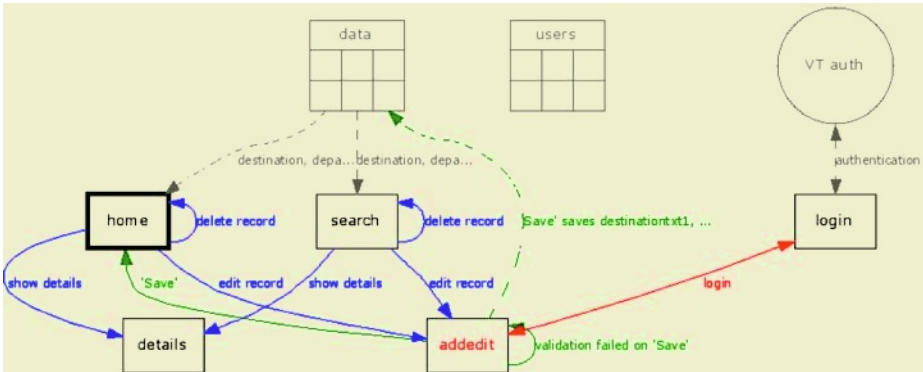 data
users
VT auth
destination, depa...
destination, depa...
authentication
home
delete record
search
delete record
'Save' saves destinationtxt1, ...
login
show details
'Save'
edit record
show details
edit record
login
details
addedit
validation failed on 'Save'